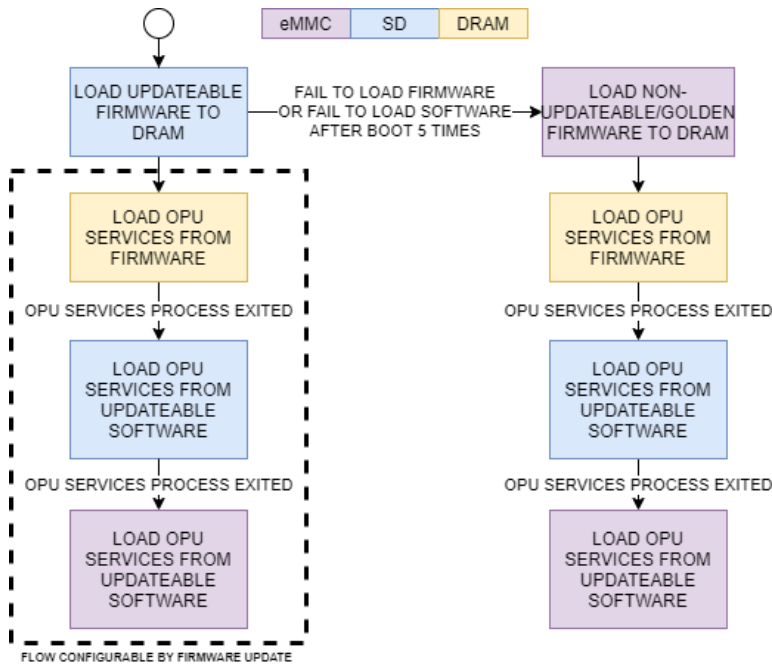 eMMC SD DRAM
LOAD UPDATEABLE
FIRMWARE TO
DRAM
FAIL TO LOAD FIRMWARE
OR FAIL TO LOAD SOFTWARE
AFTER BOOT 5 TIMES
LOAD NON-
UPDATEABLE/GOLDEN
FIRMWARE TO DRAM
LOAD OPU
SERVICES FROM
FIRMWARE
OPU SERVICES PROCESS EXITED
LOAD OPU
SERVICES FROM
UPDATEABLE
SOFTWARE
OPU SERVICES PROCESS EXITED
LOAD OPU
SERVICES FROM
UPDATEABLE
SOFTWARE
FLOW CONFIGURABLE BY FIRMWARE UPDATE
LOAD OPU
SERVICES FROM
FIRMWARE
OPU SERVICES PROCESS EXITED
LOAD OPU
SERVICES FROM
UPDATEABLE
SOFTWARE
OPU SERVICES PROCESS EXITED
LOAD OPU
SERVICES FROM
UPDATEABLE
SOFTWARE